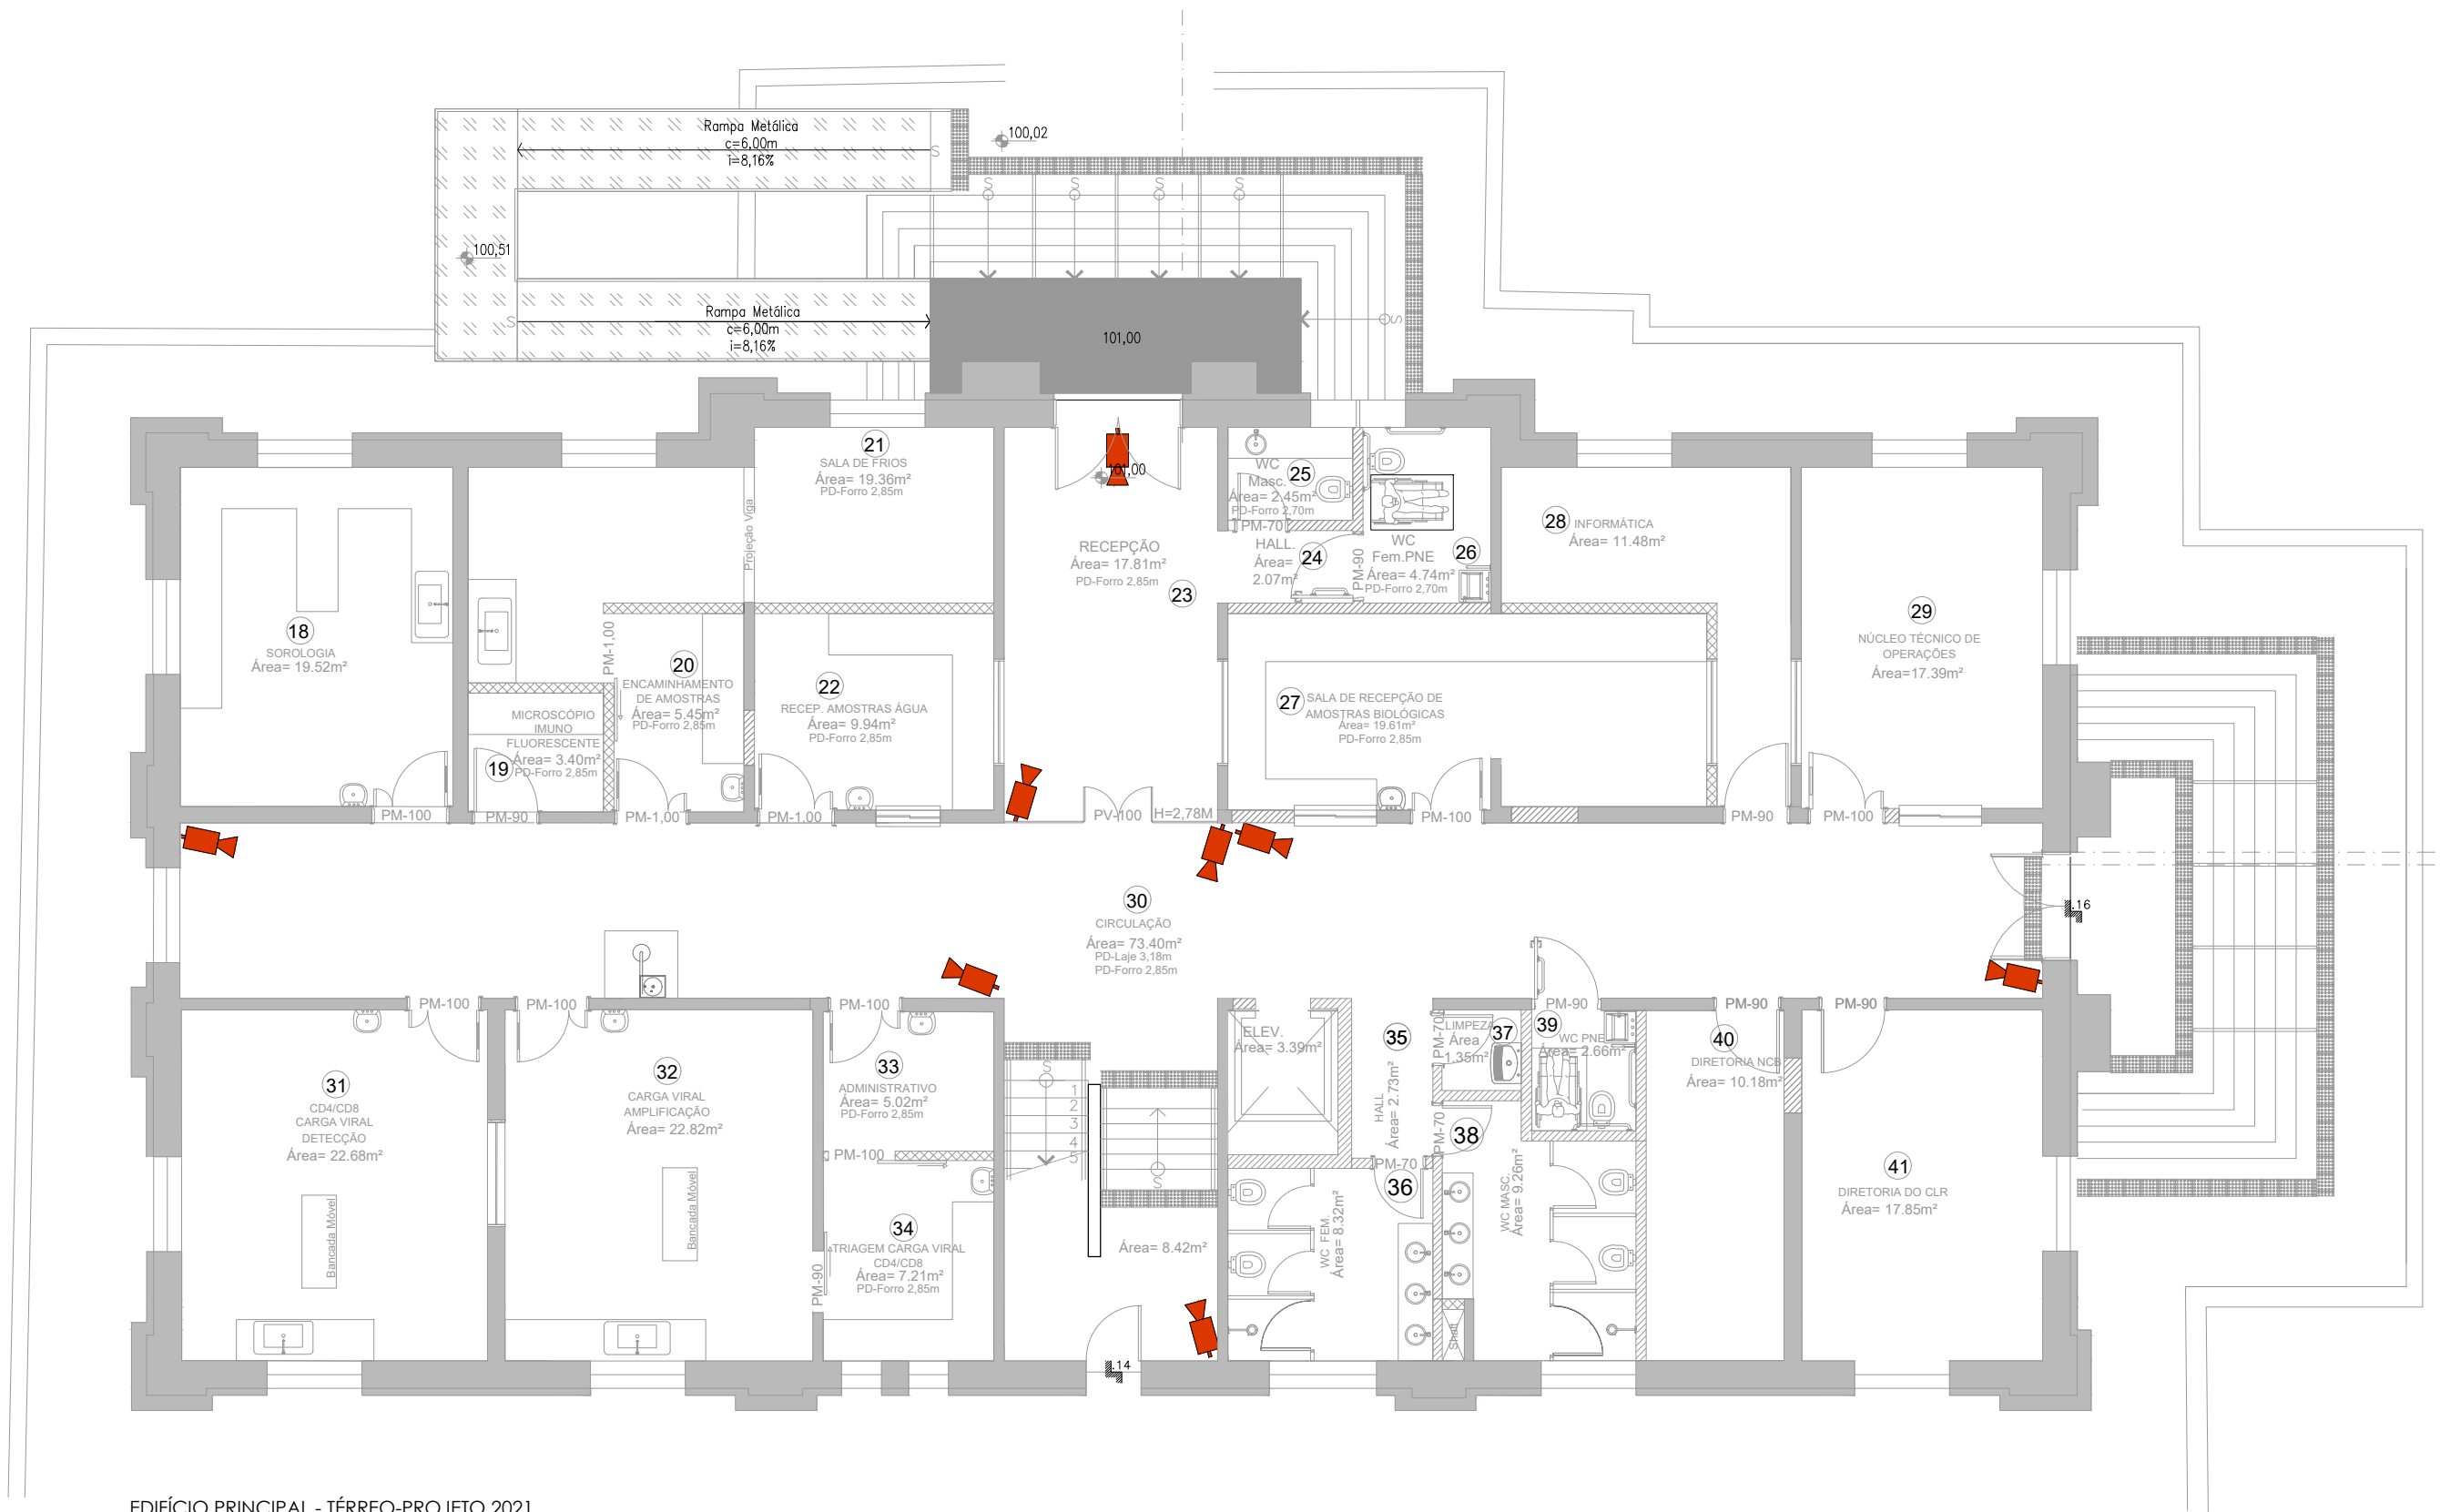 Rampa Metálica
c=6,00m
i=8,16%
S
100,02
S
S
S
S
100,51
Rampa Metálica
c=6,00m
i=8,16%
S
S
101,00
21
SALA DE FRIOS
Área= 19.36m²
PD-Forro 2,85m
101,00
WC
Masc.
25
Área= 2.45m²
PD-Forro 2,70m
PM-70
Projeção Viga
RECEPÇÃO
Área= 17.81m²
PD-Forro 2,85m
23
HALL.
Área=
2.07m²
24
PM-90
WC
Fem.PNE
26
Área= 4.74m²
PD-Forro 2,70m
28
INFORMÁTICA
Área= 11.48m²
29
NÚCLEO TÉCNICO DE
OPERAÇÕES
Área=17.39m²
18
SOROLOGIA
Área= 19.52m²
PM-1,00
20
ENCAMINHAMENTO
DE AMOSTRAS
Área= 5.45m²
PD-Forro 2,85m
22
RECEP. AMOSTRAS ÁGUA
Área= 9.94m²
PD-Forro 2,85m
27
SALA DE RECEPÇÃO DE
AMOSTRAS BIOLÓGICAS
Área= 19.61m²
PD-Forro 2,85m
MICROSCÓPIO
IMUNO
FLUORESCENTE
Área= 3.40m²
19
PD-Forro 2,85m
PM-100
PM-90
PM-1,00
PM-1,00
PV-100
H=2,78M
PM-100
PM-90
PM-100
30
CIRCULAÇÃO
Área= 73.40m²
PD-Laje 3,18m
PD-Forro 2,85m
.16
PM-100
PM-100
PM-100
PM-90
PM-90
PM-90
31
CD4/CD8
CARGA VIRAL
DETECÇÃO
Área= 22.68m²
Bancada Móvel
32
CARGA VIRAL
AMPLIFICAÇÃO
Área= 22.82m²
Bancada Móvel
33
ADMINISTRATIVO
Área= 5.02m²
PD-Forro 2,85m
PM-100
34
TRIAGEM CARGA VIRAL
CD4/CD8
Área= 7.21m²
PD-Forro 2,85m
PM-90
S
1
2
3
4
5
S
Área= 8.42m²
.14
ELEV.
Área= 3.39m²
35
HALL
Área= 2.73m²
PM-70
LIMPEZA
Área
1.35m²
37
39
WC PNE
Área= 2.66m²
PM-70
38
PM-70
36
WC FEM.
Área= 8.32m²
WC MASC.
Área= 9.26m²
Shaft
40
DIRETORIA NCB
Área= 10.18m²
41
DIRETORIA DO CLR
Área= 17.85m²
EDIFÍCIO PRINCIPAL - TÉRREO-PROJETO 2021